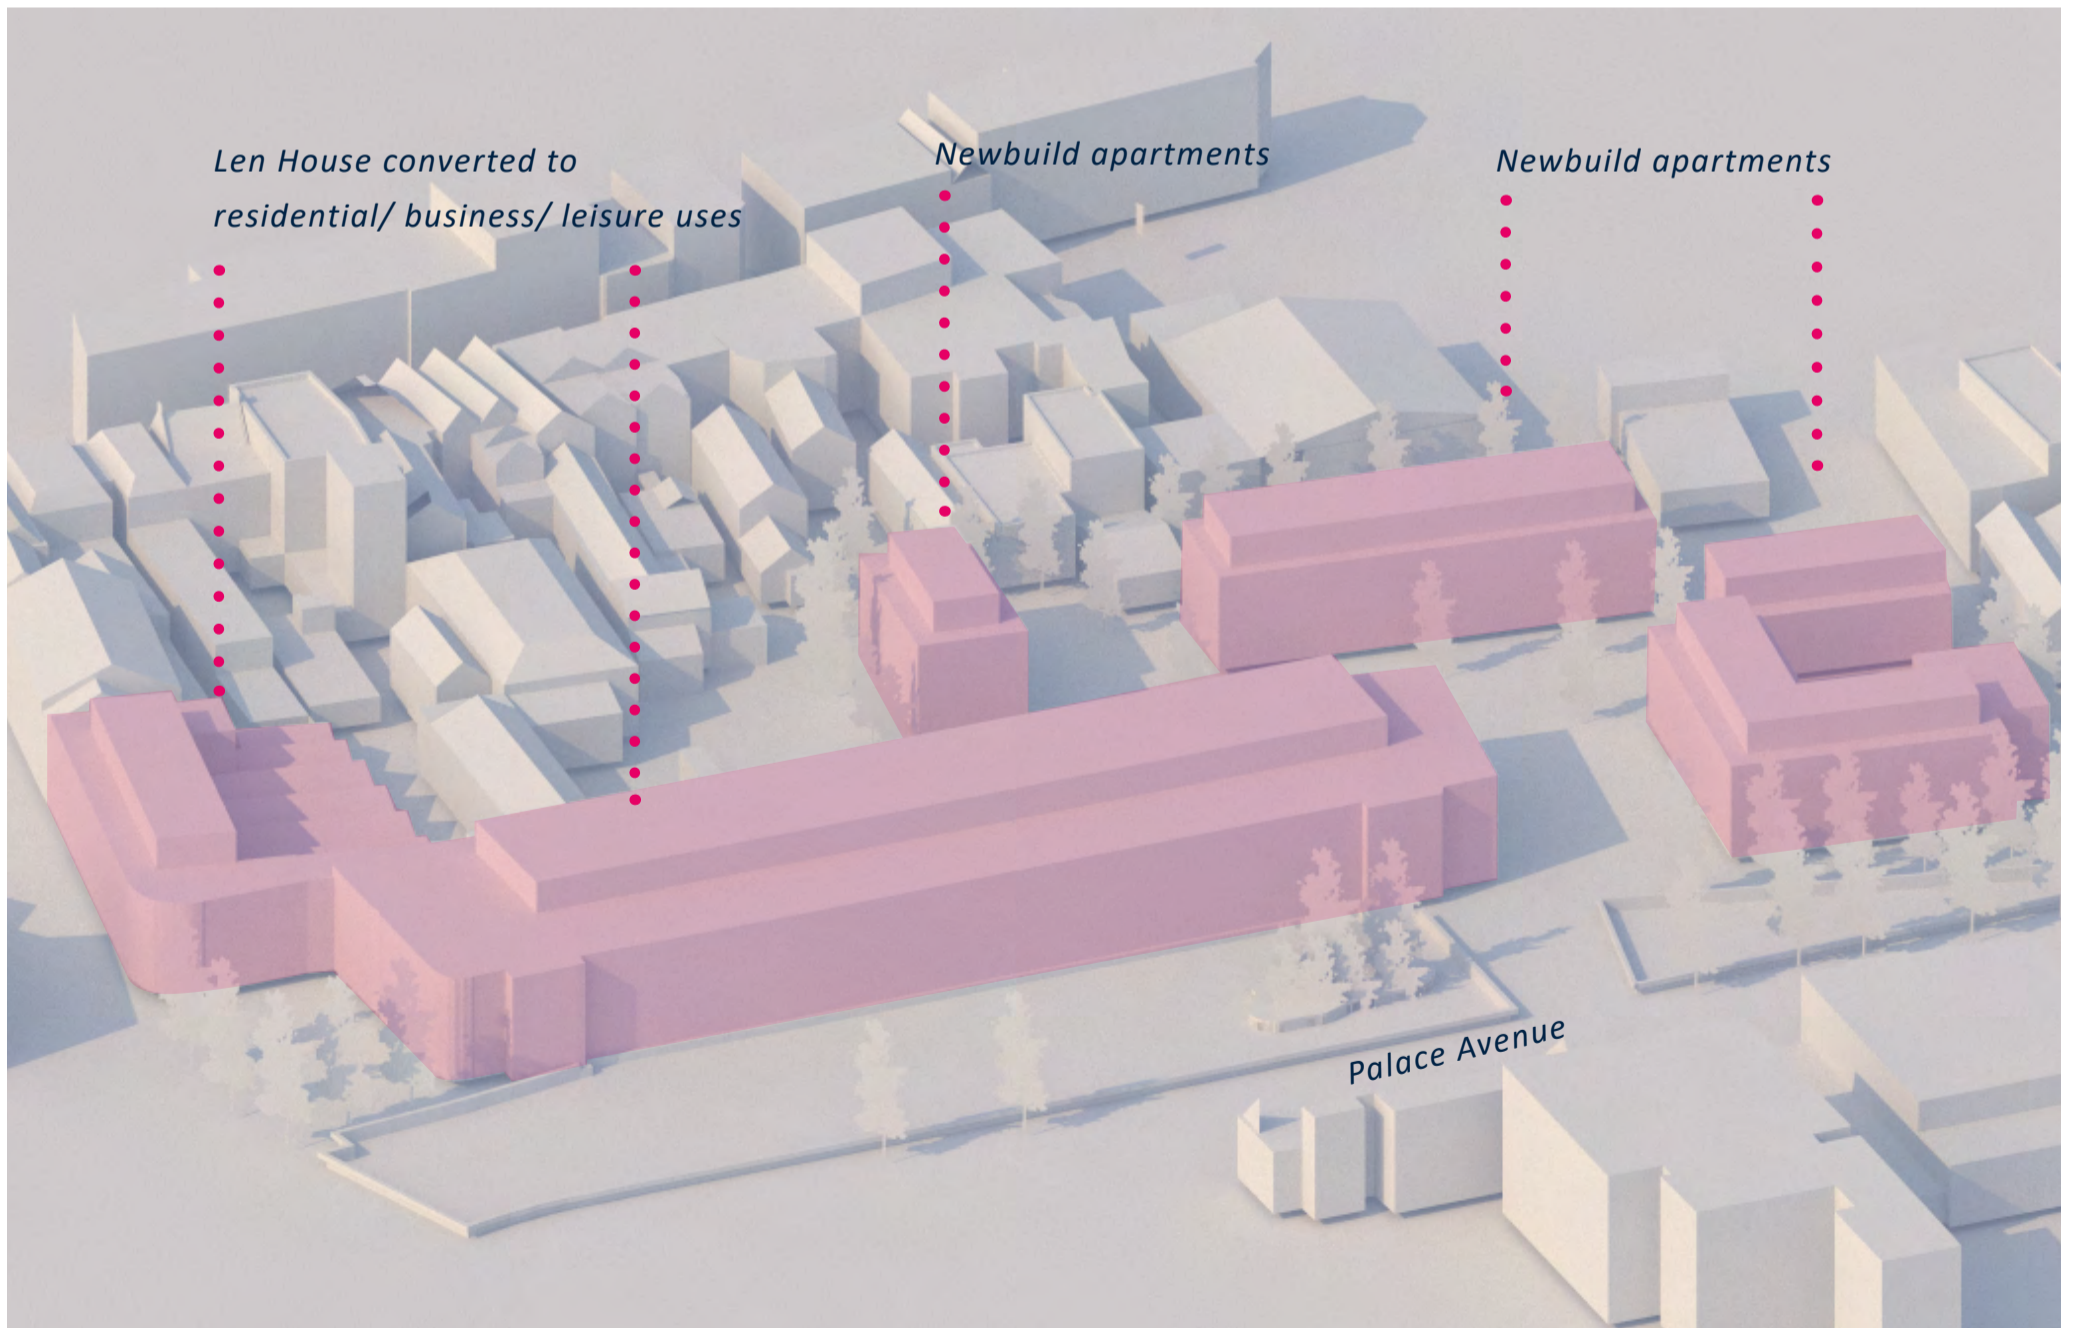 Len House converted to
residential/ business/ leisure uses
Newbuild apartments
Newbuild apartments
Palace Avenue